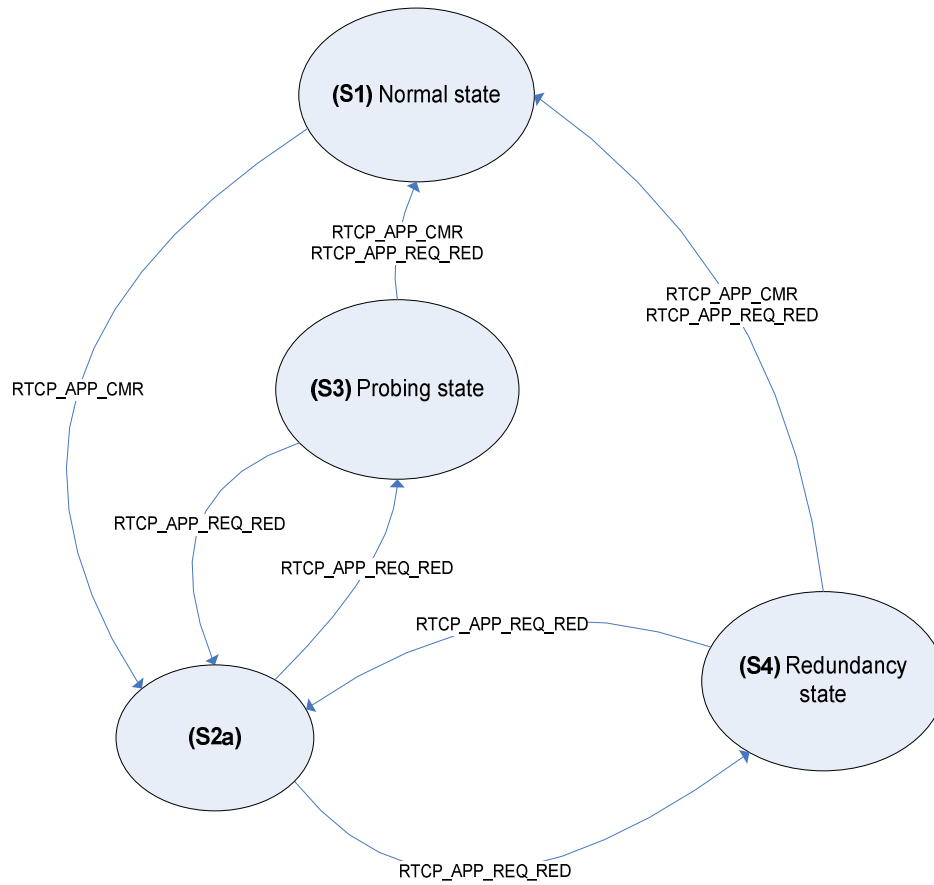 (S1) Normal state
RTCP_APP_CMR
RTCP_APP_REQ_RED
RTCP_APP_CMR
RTCP_APP_REQ_RED
(S3) Probing state
RTCP_APP_CMR
RTCP_APP_REQ_RED
RTCP_APP_REQ_RED
RTCP_APP_REQ_RED
(S4) Redundancy
state
(S2a)
RTCP_APP_REQ_RED